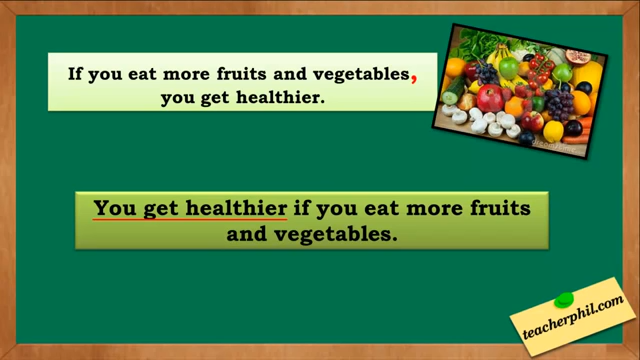 If you eat more fruits and vegetables,
you get healthier.
You get healthier if you eat more fruits
and vegetables.
teacherphil.com